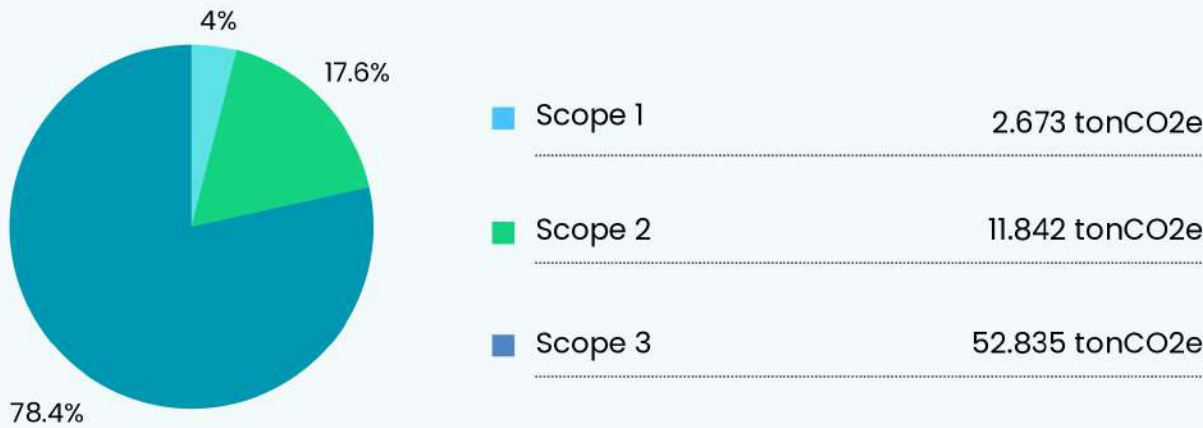 4%
17.6%
78.4%
Scope 1 2.673 tonCO2e
Scope 2 11.842 tonCO2e
Scope 3 52.835 tonCO2e